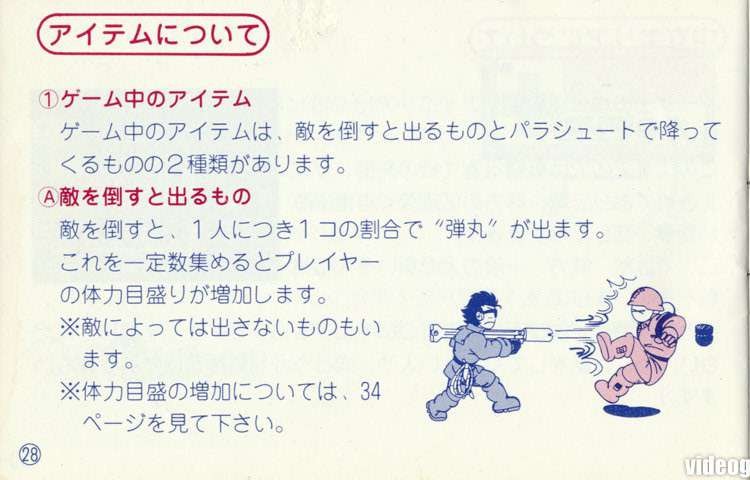 アイテムについて
①ゲーム中のアイテム
ゲーム中のアイテムは、敵を倒すと出るものとパラシュートで降って
くるものの2種類があります。
Ⓐ敵を倒すと出るもの
敵を倒すと、1人につき1コの割合で“弾丸”が出ます。
これを一定数集めるとプレイヤー
の体力目盛りが増加します。
※敵によっては出さないものもい
ます。
※体力目盛の増加については、34
ページを見て下さい。
㉘
videog